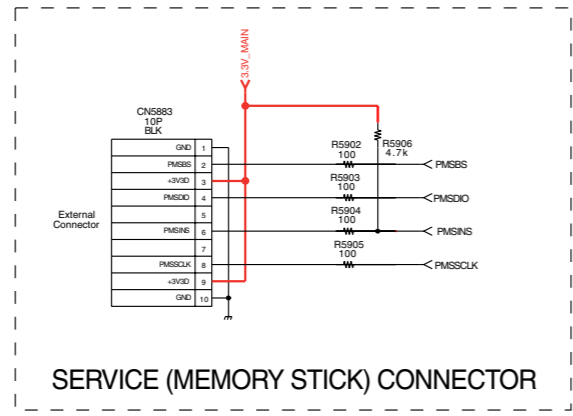 3.3V_MAIN
CN5883
10P
BLK
External
Connector
GND 1
PMSBS 2
+3V3D 3
PMSDIO 4
5
PMSINS 6
7
PMSSCLK 8
+3V3D 9
GND 10
R5902
100
R5903
100
R5904
100
R5905
100
R5906
4.7k
PMSBS
PMSDIO
PMSINS
PMSSCLK
SERVICE (MEMORY STICK) CONNECTOR